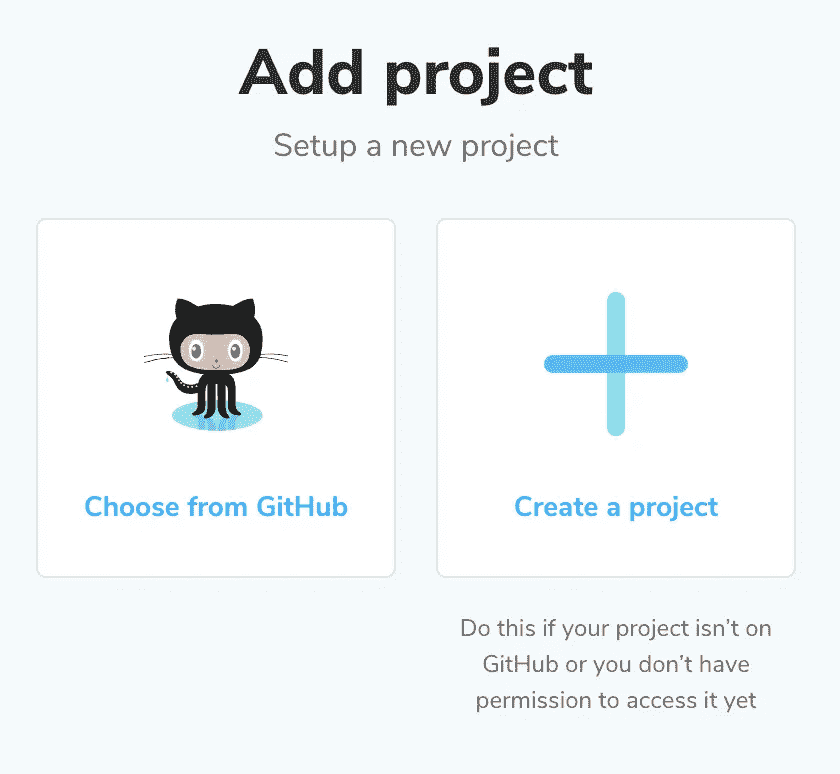 Add project
Setup a new project
Choose from GitHub
Create a project
Do this if your project isn’t on
GitHub or you don’t have
permission to access it yet